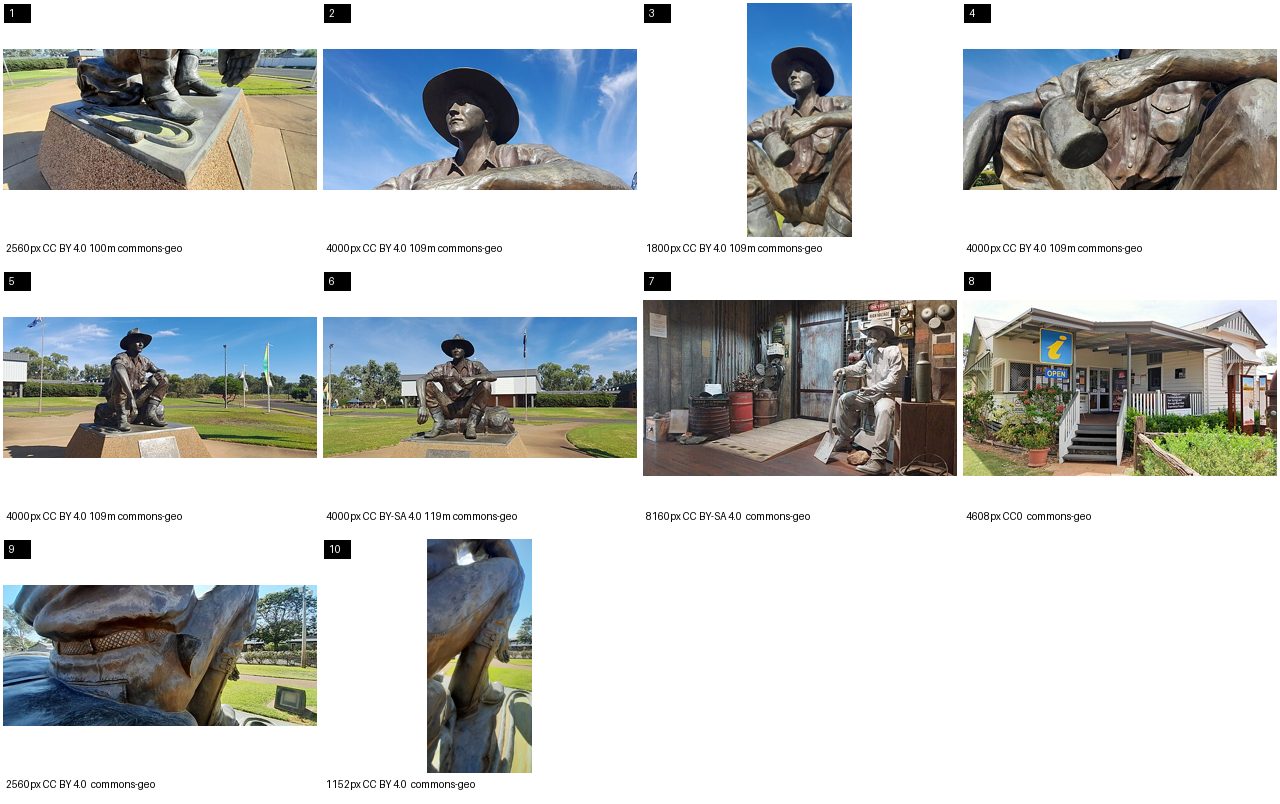 1
2
3
4
2560px CC BY 4.0 100m commons-geo
4000px CC BY 4.0 109m commons-geo
1800px CC BY 4.0 109m commons-geo
4000px CC BY 4.0 109m commons-geo
5
6
7
8
i
OPEN
4000px CC BY 4.0 109m commons-geo
4000px CC BY-SA 4.0 119m commons-geo
8160px CC BY-SA 4.0 commons-geo
4608px CC0 commons-geo
9
10
2560px CC BY 4.0 commons-geo
1152px CC BY 4.0 commons-geo